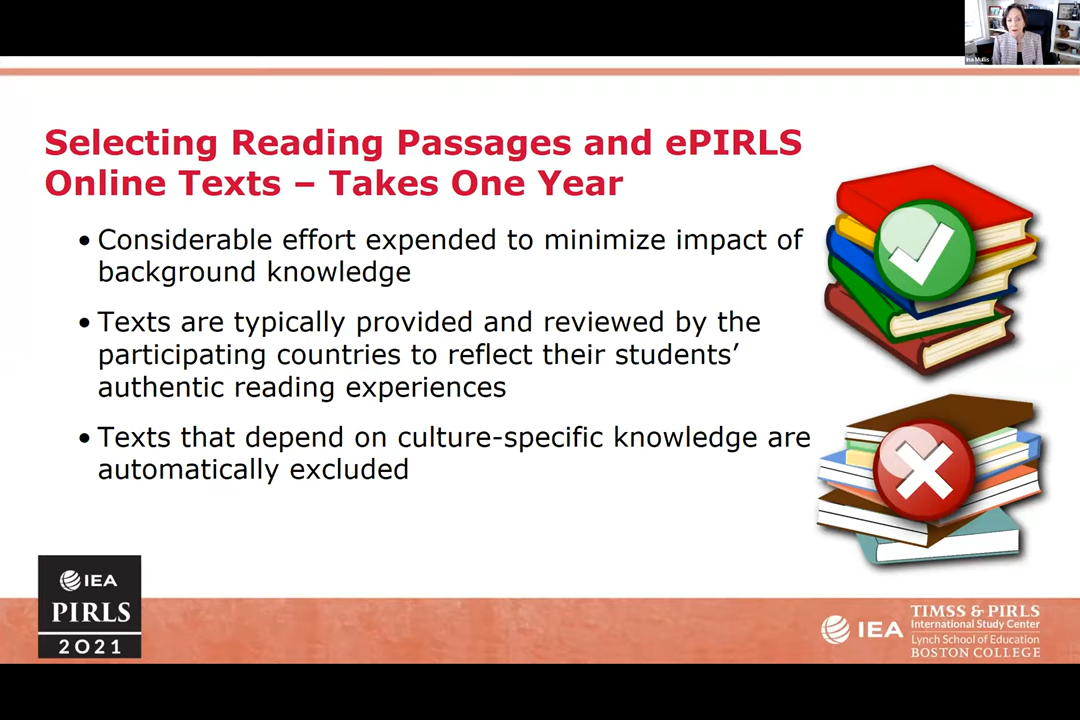 Ina Mullis
Selecting Reading Passages and ePIRLS
Online Texts – Takes One Year
• Considerable effort expended to minimize impact of
background knowledge
• Texts are typically provided and reviewed by the
participating countries to reflect their students’
authentic reading experiences
• Texts that depend on culture-specific knowledge are
automatically excluded
IEA
PIRLS
2021
IEA
TIMSS & PIRLS
International Study Center
Lynch School of Education
BOSTON COLLEGE